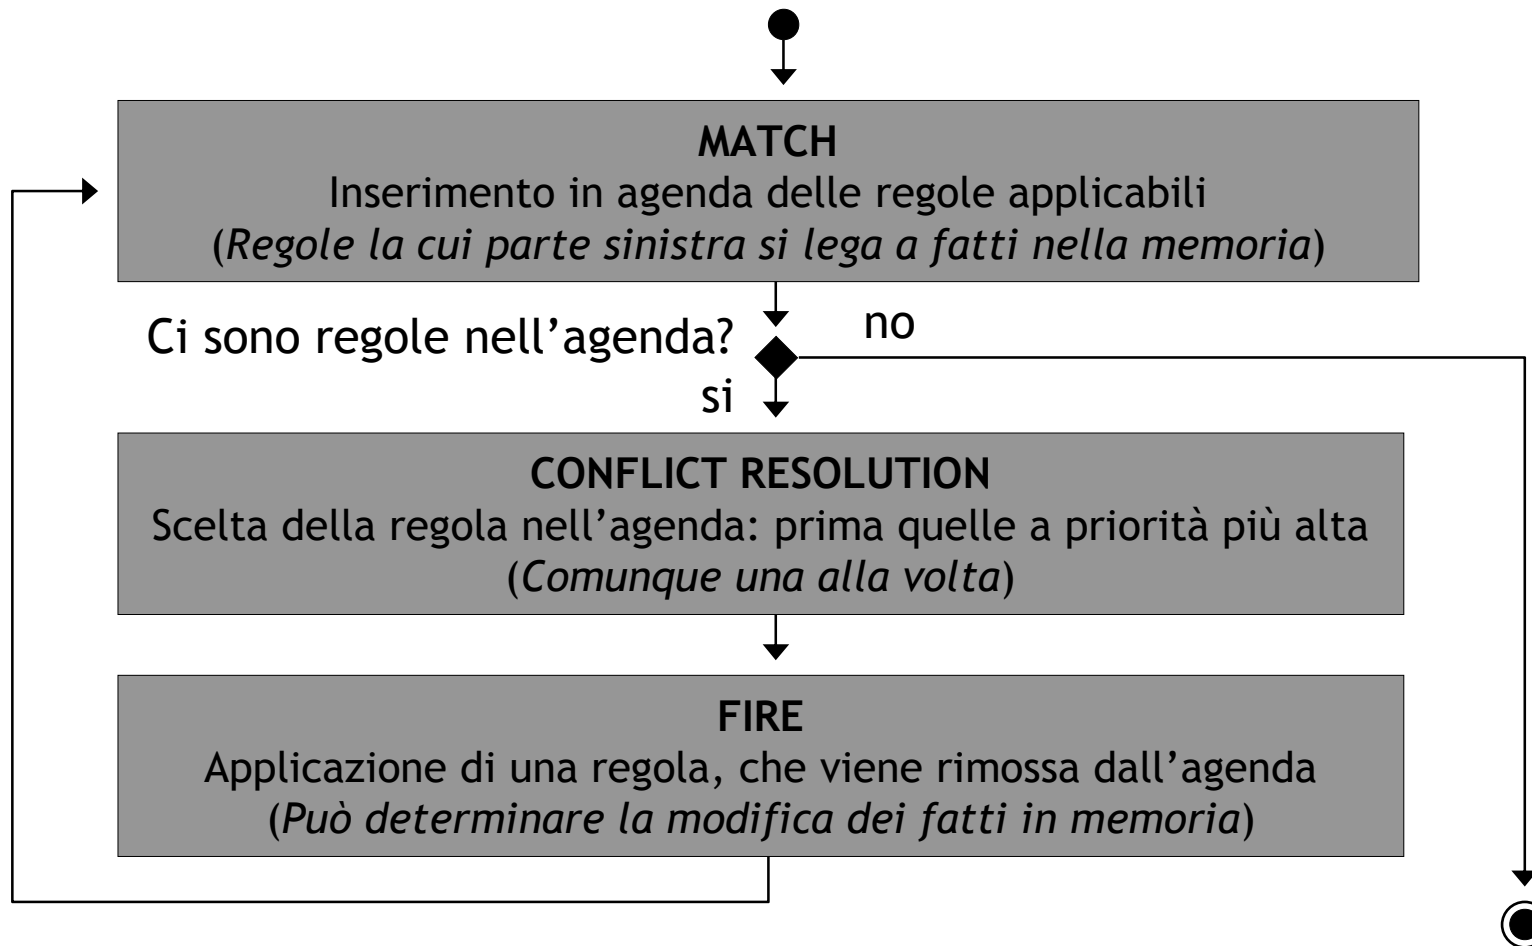 MATCH
Inserimento in agenda delle regole applicabili
(Regole la cui parte sinistra si lega a fatti nella memoria)
Ci sono regole nell’agenda?
no
si
CONFLICT RESOLUTION
Scelta della regola nell’agenda: prima quelle a priorità più alta
(Comunque una alla volta)
FIRE
Applicazione di una regola, che viene rimossa dall’agenda
(Può determinare la modifica dei fatti in memoria)